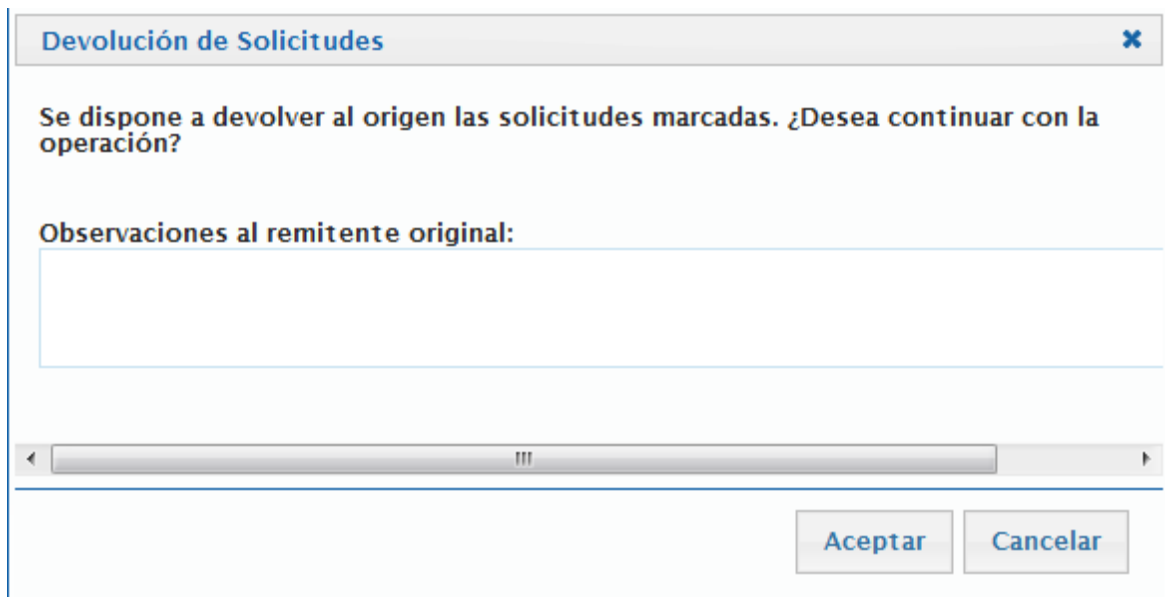 Devolución de Solicitudes
Se dispone a devolver al origen las solicitudes marcadas. ¿Desea continuar con la
operación?
Observaciones al remitente original:
Aceptar Cancelar